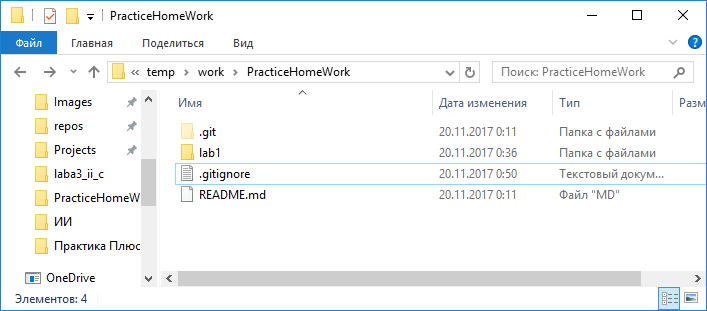 PracticeHomeWork
Файл Главная Поделиться Вид
temp work PracticeHomeWork Поиск: PracticeHomeWork
Images
repos
Projects
laba3_ii_c
PracticeHomeW
ИИ
Практика Плюс
OneDrive
Имя Дата изменения Тип Разм
.git 20.11.2017 0:11 Папка с файлами
lab1 20.11.2017 0:36 Папка с файлами
.gitignore 20.11.2017 0:50 Текстовый докум...
README.md 20.11.2017 0:11 Файл "MD"
Элементов: 4